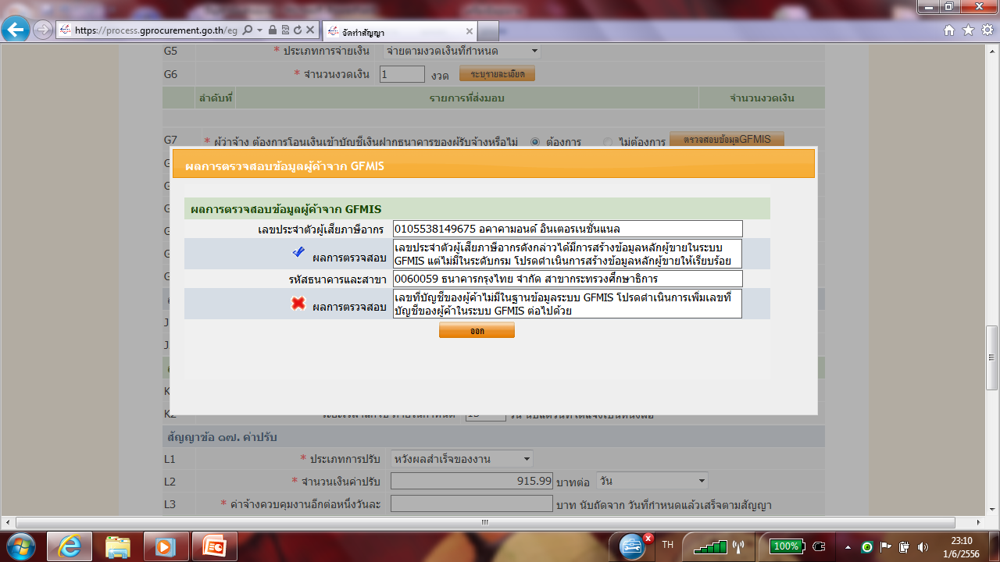 https://process.gprocurement.go.th/eg
จัดทำสัญญา
G5 * ประเภทการจ่ายเงิน จ่ายตามงวดเงินที่กำหนด
G6 * จำนวนงวดเงิน 1 งวด ระบุรายละเอียด
ลำดับที่ รายการที่ส่งมอบ จำนวนงวดเงิน
G7 * ผู้ว่าจ้าง ต้องการโอนเงินเข้าบัญชีเงินฝากธนาคารของผู้รับจ้างหรือไม่ ต้องการ ไม่ต้องการ ตรวจสอบข้อมูลGFMIS
ผลการตรวจสอบข้อมูลผู้ค้าจาก GFMIS
ผลการตรวจสอบข้อมูลผู้ค้าจาก GFMIS
เลขประจำตัวผู้เสียภาษีอากร 0105538149675 อคาคามอนด์ อินเตอรเนชั่นแนล
ผลการตรวจสอบ เลขประจำตัวผู้เสียภาษีอากรดังกล่าวได้มีการสร้างข้อมูลหลักผู้ขายในระบบ
GFMIS แต่ไม่มีในระดับกรม โปรดดำเนินการสร้างข้อมูลหลักผู้ขายให้เรียบร้อย
รหัสธนาคารและสาขา 0060059 ธนาคารกรุงไทย จำกัด สาขากระทรวงศึกษาธิการ
ผลการตรวจสอบ เลขที่บัญชีของผู้ค้าไม่มีในฐานข้อมูลระบบ GFMIS โปรดดำเนินการเพิ่มเลขที่
บัญชีของผู้ค้าในระบบ GFMIS ต่อไปด้วย
ออก
สัญญาข้อ ๑๗. ค่าปรับ
L1 * ประเภทการปรับ หวังผลสำเร็จของงาน
L2 * จำนวนเงินค่าปรับ 915.99 บาทต่อ วัน
L3 * ค่าจ้างควบคุมงานอีกต่อหนึ่งวันละ บาท นับถัดจาก วันที่กำหนดแล้วเสร็จตามสัญญา
TH 100% 23:10
1/6/2556